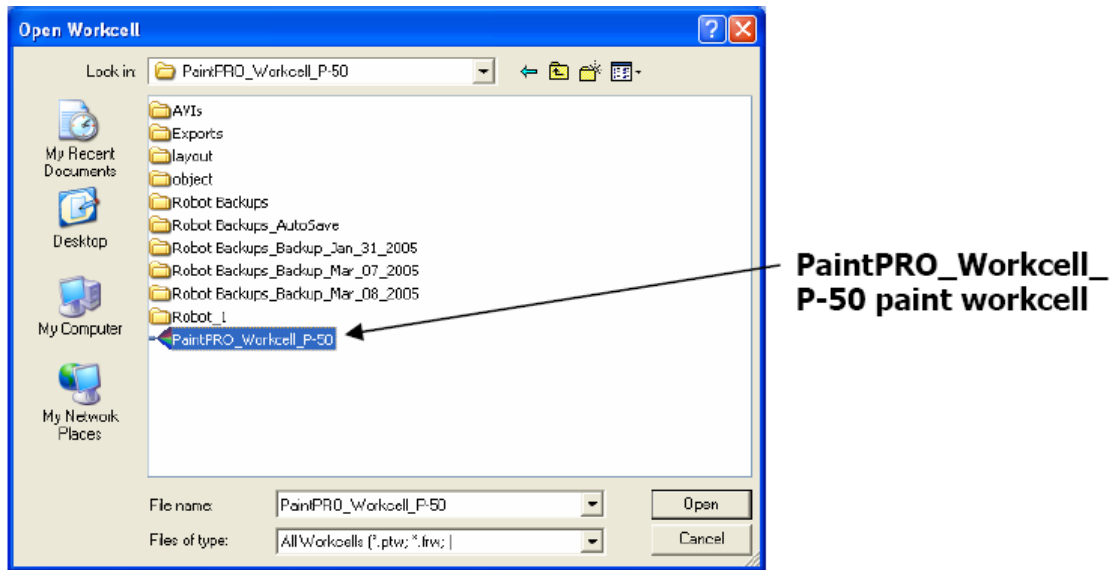 Open Workcell
Look in:
PaintPRO_Workcell_P-50
AVIs
Exports
layout
object
Robot Backups
Robot Backups_AutoSave
Robot Backups_Backup_Jan_31_2005
Robot Backups_Backup_Mar_07_2005
Robot Backups_Backup_Mar_08_2005
Robot_1
PaintPRO_Workcell_P-50
My Recent
Documents
Desktop
My Computer
My Network
Places
File name:
PaintPRO_Workcell_P-50
Open
Files of type:
All Workcells (*.ptw; *.frw; )
Cancel
PaintPRO_Workcell_
P-50 paint workcell